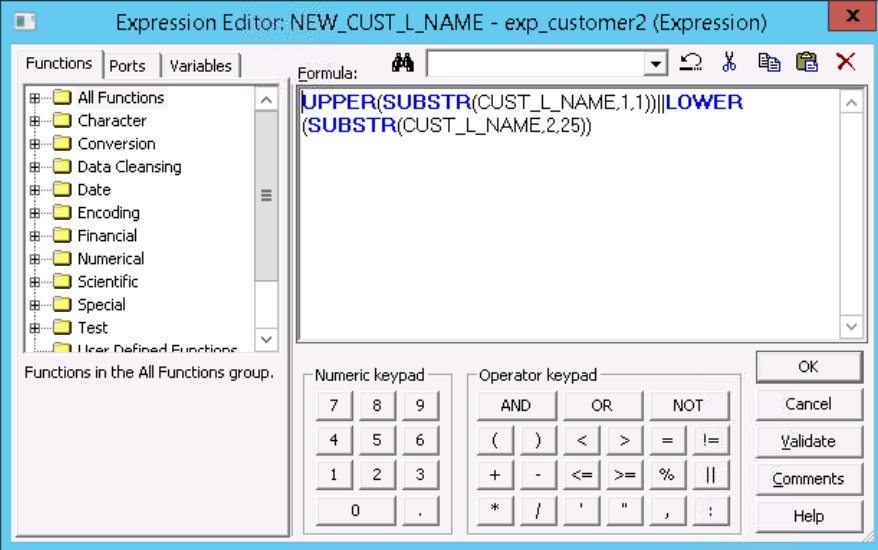 Expression Editor: NEW_CUST_L_NAME - exp_customer2 (Expression)
x
Functions
Ports
Variables
All Functions
Character
Conversion
Data Cleansing
Date
Encoding
Financial
Numerical
Scientific
Special
Test
User Defined Functions
Functions in the All Functions group.
Formula:
UPPER(SUBSTR(CUST_L_NAME,1,1))||LOWER
(SUBSTR(CUST_L_NAME,2,25))
Numeric keypad
7 8 9
4 5 6
1 2 3
0 .
Operator keypad
AND OR NOT
( ) < > = !=
+ - <= >= % ||
* / ' " , :
OK
Cancel
Validate
Comments
Help